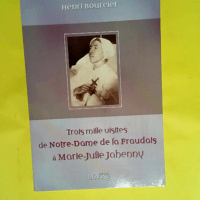 Henri Bourcier
Trois mille visites
de Notre-Dame de la Fraudais
à Marie-Julie Jahenny